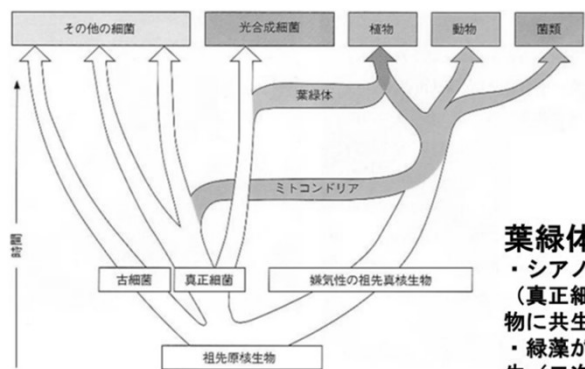 その他の細菌
光合成細菌
植物
動物
菌類
葉緑体
ミトコンドリア
時間
古細菌
真正細菌
嫌気性の祖先真核生物
祖先原核生物
葉緑体
・シアノ
（真正細
物に共生
・緑藻が